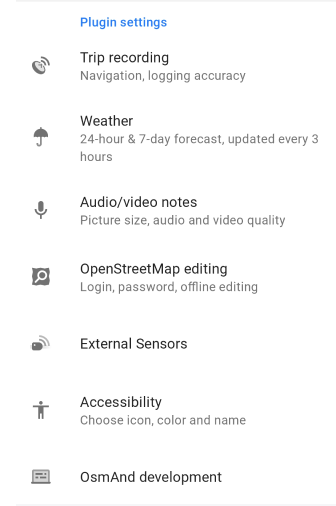 Plugin settings
Trip recording
Navigation, logging accuracy
Weather
24-hour & 7-day forecast, updated every 3
hours
Audio/video notes
Picture size, audio and video quality
OpenStreetMap editing
Login, password, offline editing
External Sensors
Accessibility
Choose icon, color and name
OsmAnd development